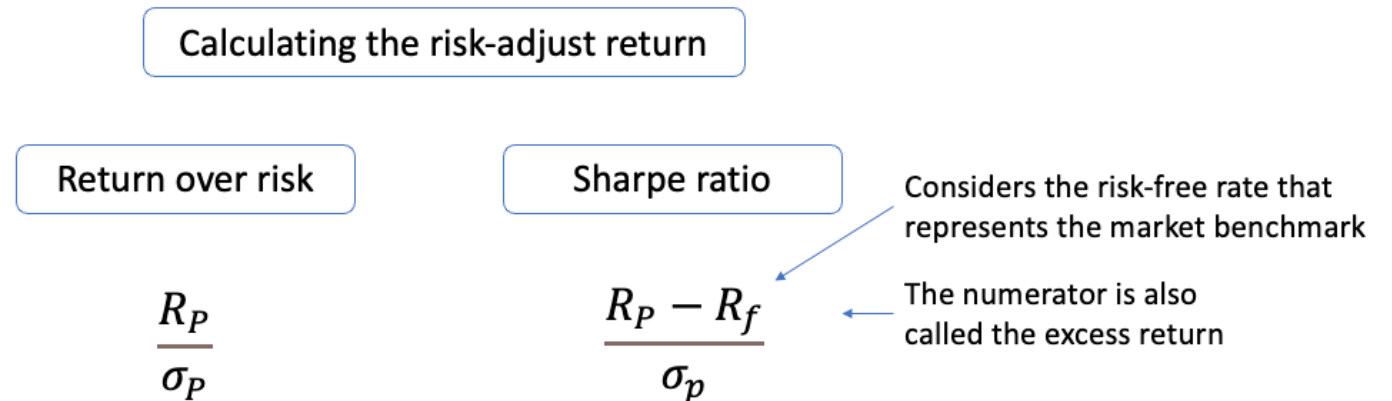 Calculating the risk-adjust return
Return over risk
Sharpe ratio
Considers the risk-free rate that
represents the market benchmark
The numerator is also
called the excess return
R_P
σ_P
R_P − R_f
σ_p